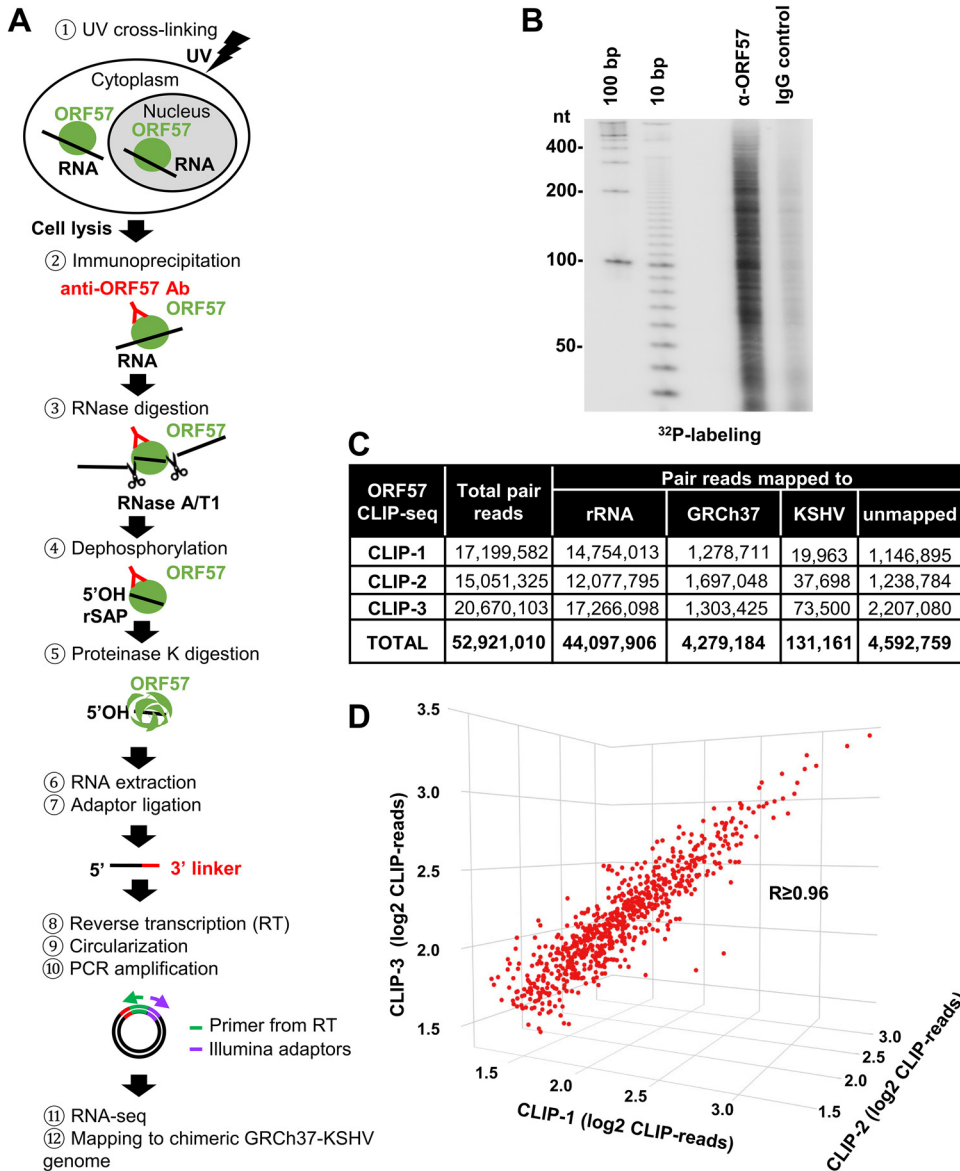 A
① UV cross-linking
UV
Cytoplasm
ORF57
Nucleus
ORF57
RNA
RNA
Cell lysis
② Immunoprecipitation
anti-ORF57 Ab
ORF57
RNA
③ RNase digestion
ORF57
RNase A/T1
④ Dephosphorylation
ORF57
5’OH
rSAP
⑤ Proteinase K digestion
ORF57
5’OH
⑥ RNA extraction
⑦ Adaptor ligation
5’ 3’ linker
⑧ Reverse transcription (RT)
⑨ Circularization
⑩ PCR amplification
Primer from RT
Illumina adaptors
⑪ RNA-seq
⑫ Mapping to chimeric GRCh37-KSHV
genome
B
100 bp
10 bp
α-ORF57
IgG control
nt
400-
200-
100-
50-
³²P-labeling
C
ORF57 CLIP-seq Total pair reads Pair reads mapped to
rRNA GRCh37 KSHV unmapped
CLIP-1 17,199,582 14,754,013 1,278,711 19,963 1,146,895
CLIP-2 15,051,325 12,077,795 1,697,048 37,698 1,238,784
CLIP-3 20,670,103 17,266,098 1,303,425 73,500 2,207,080
TOTAL 52,921,010 44,097,906 4,279,184 131,161 4,592,759
D
3.5
3.0
2.5
2.0
1.5
CLIP-3 (log2 CLIP-reads)
R≥0.96
1.5
2.0
2.5
3.0
CLIP-1 (log2 CLIP-reads)
3.0
2.5
2.0
1.5
CLIP-2 (log2 CLIP-reads)